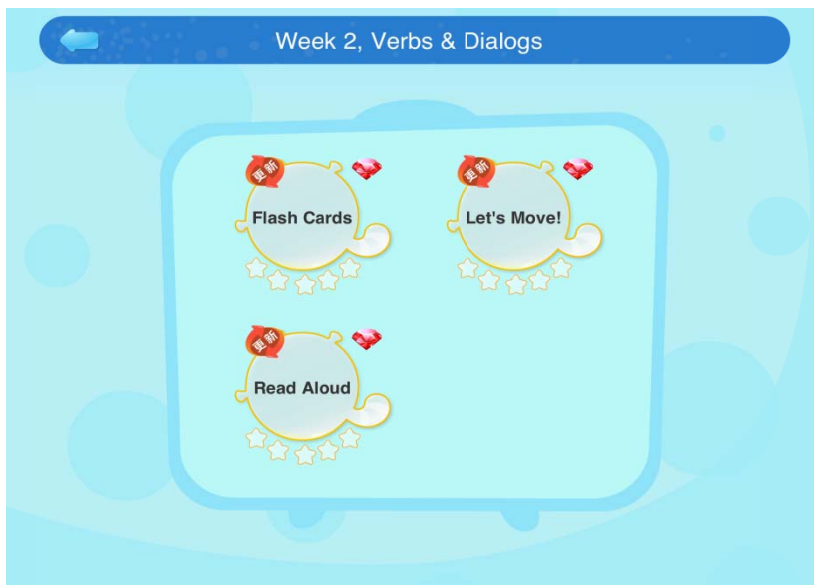 Week 2, Verbs & Dialogs
更新
Flash Cards
更新
Let's Move!
更新
Read Aloud